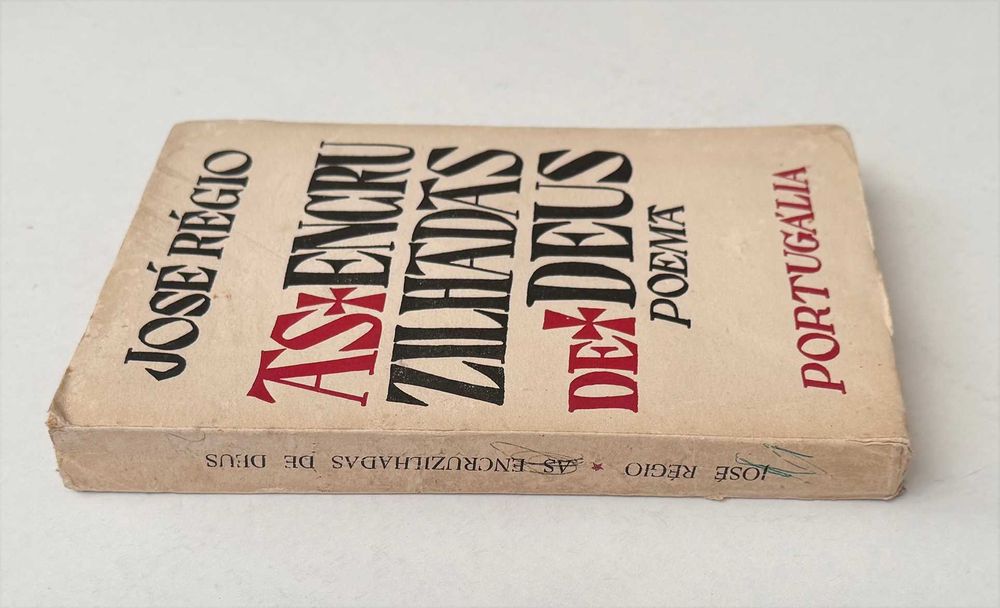 JOSÉ RÉGIO
AS ENCRU
ZILHADAS
DE DEUS
POEMA
PORTUGÁLIA
JOSÉ RÉGIO ★ AS ENCRUZILHADAS DE DEUS